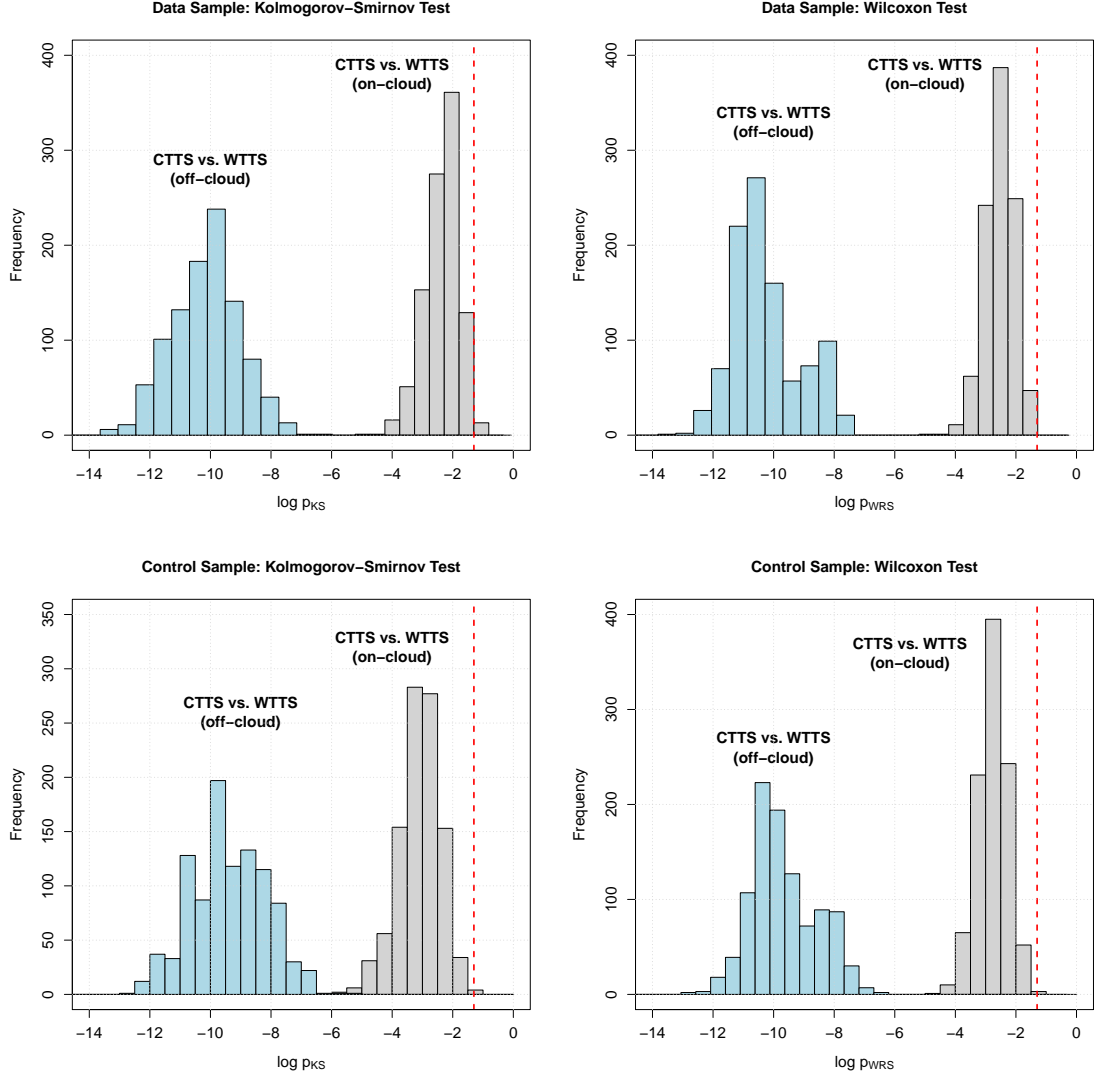 Data Sample: Kolmogorov−Smirnov Test
CTTS vs. WTTS
(on−cloud)
CTTS vs. WTTS
(off−cloud)
Frequency
400
300
200
100
0
−14 −12 −10 −8 −6 −4 −2 0
log pKS
Data Sample: Wilcoxon Test
CTTS vs. WTTS
(on−cloud)
CTTS vs. WTTS
(off−cloud)
Frequency
400
300
200
100
0
−14 −12 −10 −8 −6 −4 −2 0
log pWRS
Control Sample: Kolmogorov−Smirnov Test
CTTS vs. WTTS
(on−cloud)
CTTS vs. WTTS
(off−cloud)
Frequency
350
300
250
200
150
100
50
0
−14 −12 −10 −8 −6 −4 −2 0
log pKS
Control Sample: Wilcoxon Test
CTTS vs. WTTS
(on−cloud)
CTTS vs. WTTS
(off−cloud)
Frequency
400
300
200
100
0
−14 −12 −10 −8 −6 −4 −2 0
log pWRS